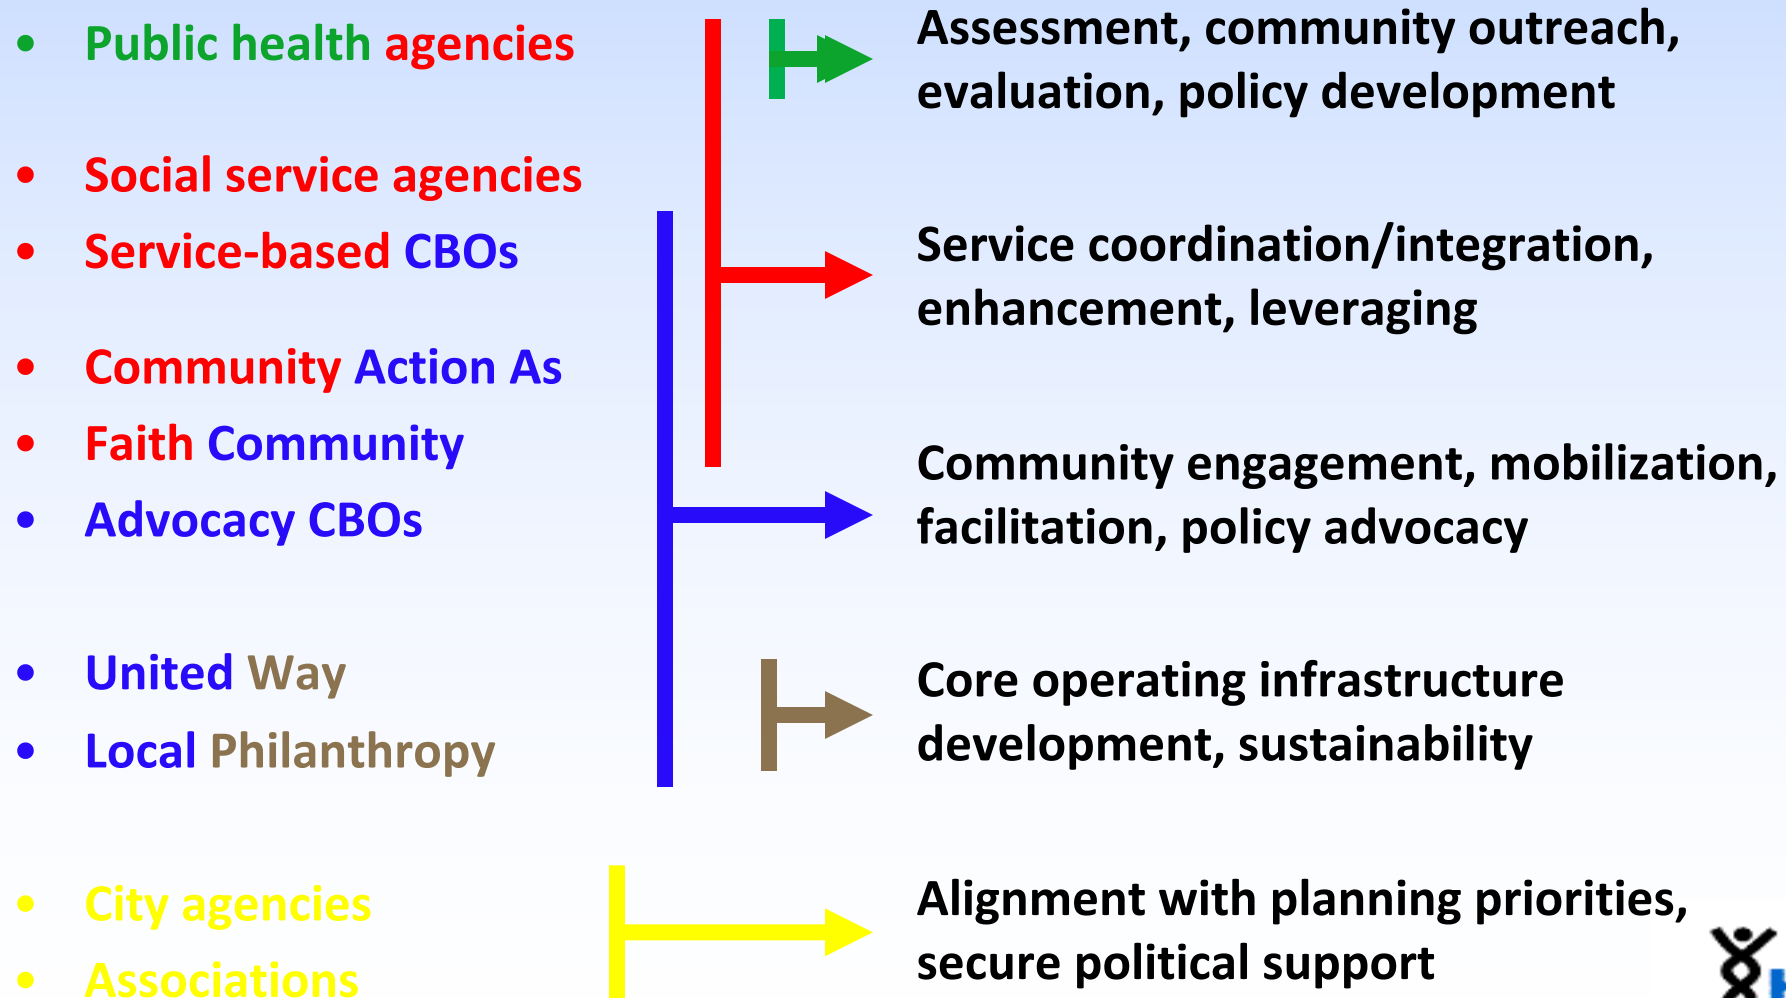 • Public health agencies
• Social service agencies
• Service-based CBOs
• Community Action As
• Faith Community
• Advocacy CBOs
• United Way
• Local Philanthropy
• City agencies
• Associations
Assessment, community outreach,
evaluation, policy development
Service coordination/integration,
enhancement, leveraging
Community engagement, mobilization,
facilitation, policy advocacy
Core operating infrastructure
development, sustainability
Alignment with planning priorities,
secure political support